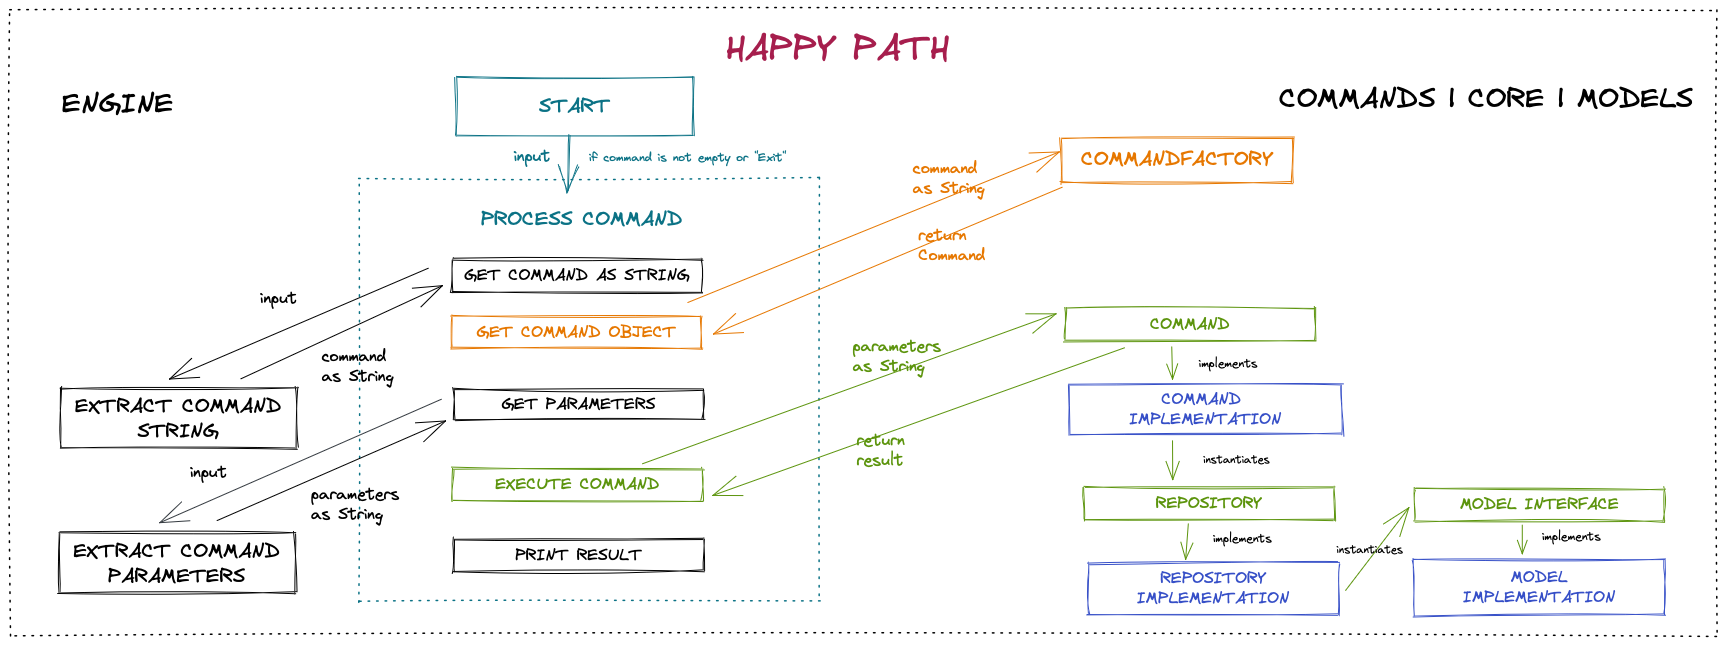 HAPPY PATH
ENGINE
COMMANDS | CORE | MODELS
START
input
if command is not empty or "Exit"
PROCESS COMMAND
GET COMMAND AS STRING
GET COMMAND OBJECT
GET PARAMETERS
EXECUTE COMMAND
PRINT RESULT
input
command
as String
EXTRACT COMMAND
STRING
input
parameters
as String
EXTRACT COMMAND
PARAMETERS
command
as String
return
Command
COMMANDFACTORY
parameters
as String
return
result
COMMAND
implements
COMMAND
IMPLEMENTATION
instantiates
REPOSITORY
implements
REPOSITORY
IMPLEMENTATION
instantiates
MODEL INTERFACE
implements
MODEL
IMPLEMENTATION